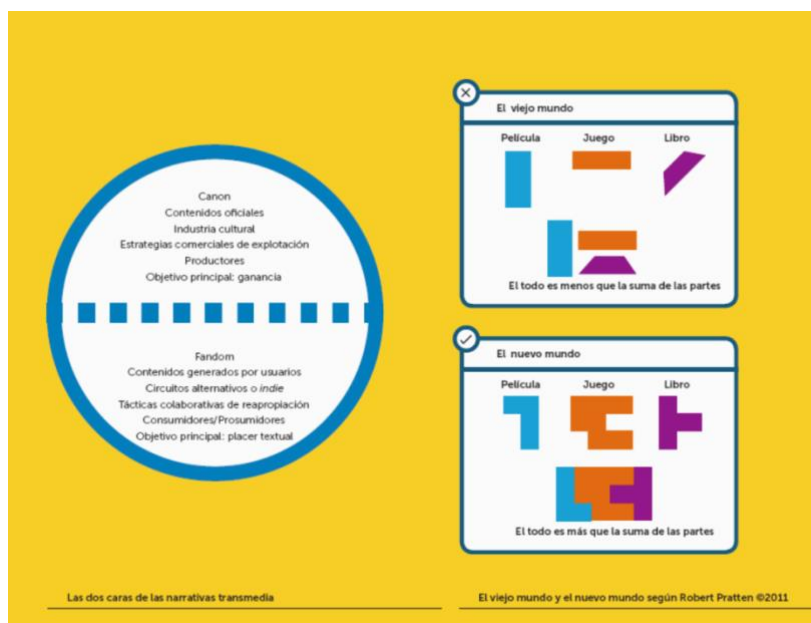 Canon
Contenidos oficiales
Industria cultural
Estrategias comerciales de explotación
Productores
Objetivo principal: ganancia
Fandom
Contenidos generados por usuarios
Circuitos alternativos o indie
Tácticas colaborativas de reapropiación
Consumidores/Prosumidores
Objetivo principal: placer textual
Las dos caras de las narrativas transmedia
El viejo mundo
Película Juego Libro
El todo es menos que la suma de las partes
El nuevo mundo
Película Juego Libro
El todo es más que la suma de las partes
El viejo mundo y el nuevo mundo según Robert Pratten ©2011